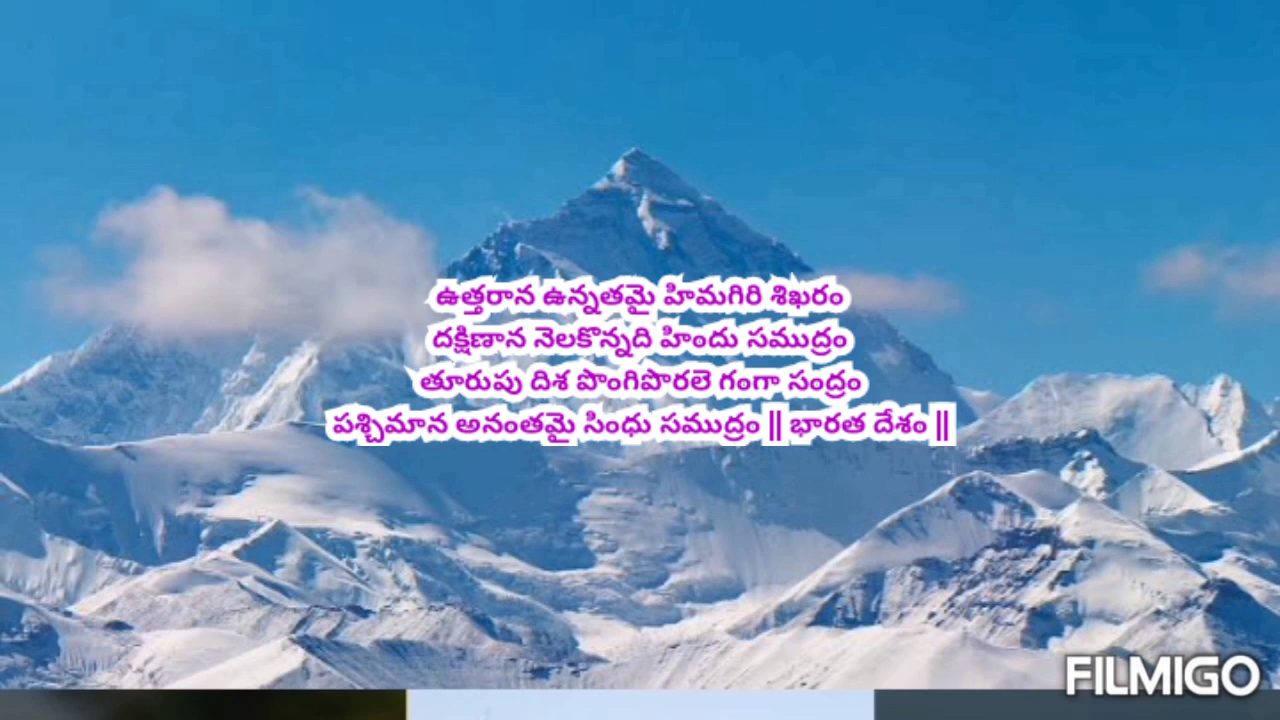 ఉత్తరాన ఉన్నతమై హిమగిరి శిఖరం
దక్షిణాన నెలకొన్నది హిందు సముద్రం
తూరుపు దిశ పొంగిపొరలె గంగా సంద్రం
పశ్చిమాన అనంతమై సింధు సముద్రం || భారత దేశం ||
FILMIGO